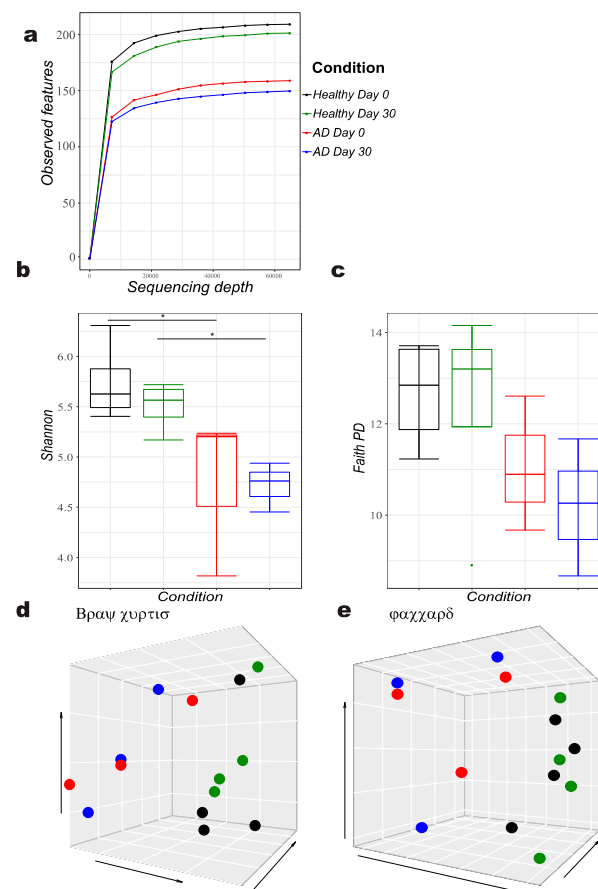 a
200
150
100
50
0
0 20000 40000 60000
Observed features
Sequencing depth
Condition
Healthy Day 0
Healthy Day 30
AD Day 0
AD Day 30
b
c
*
*
6.0
5.5
5.0
4.5
4.0
Shannon
Condition
14
12
10
Faith PD
Condition
d
Βραψ χυρτισ
e
φαχχαρδ